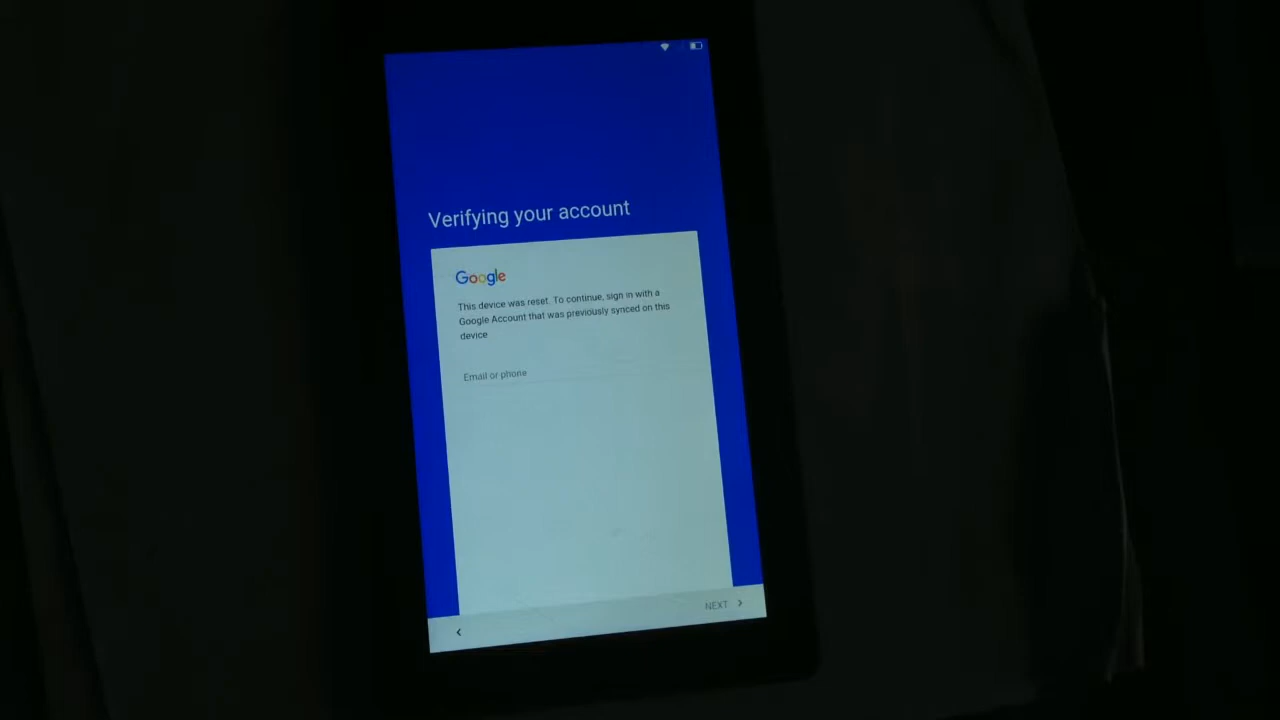 Verifying your account
Google
This device was reset. To continue, sign in with a
Google Account that was previously synced on this
device
Email or phone
NEXT